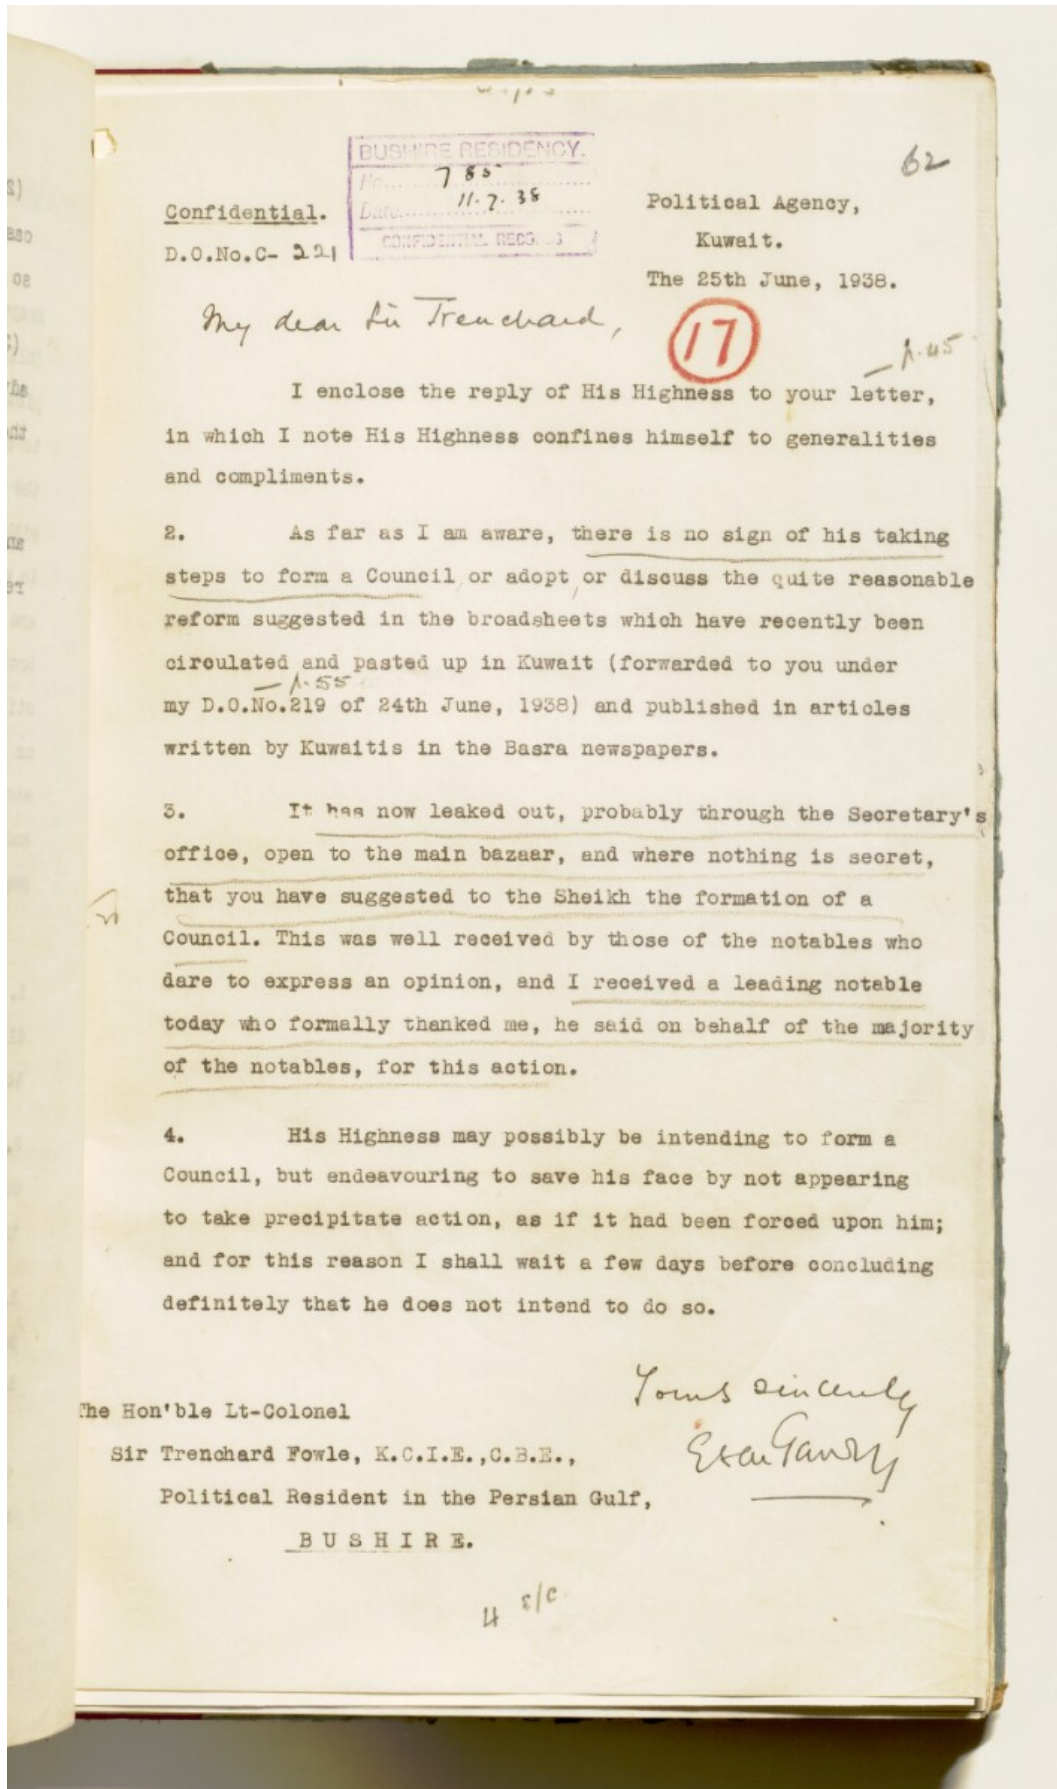 62
BUSHIRE RESIDENCY.
No. 785
Date 11.7.38
CONFIDENTIAL RECORDS
Confidential.
D.O.No.C- 221
Political Agency,
Kuwait.
The 25th June, 1938.
My dear Sir Trenchard,
17
p.45
I enclose the reply of His Highness to your letter,
in which I note His Highness confines himself to generalities
and compliments.
2. As far as I am aware, there is no sign of his taking
steps to form a Council or adopt or discuss the quite reasonable
reform suggested in the broadsheets which have recently been
circulated and pasted up in Kuwait (forwarded to you under
p.55
my D.O.No.219 of 24th June, 1938) and published in articles
written by Kuwaitis in the Basra newspapers.
3. It has now leaked out, probably through the Secretary's
office, open to the main bazaar, and where nothing is secret,
that you have suggested to the Sheikh the formation of a
Council. This was well received by those of the notables who
dare to express an opinion, and I received a leading notable
today who formally thanked me, he said on behalf of the majority
of the notables, for this action.
4. His Highness may possibly be intending to form a
Council, but endeavouring to save his face by not appearing
to take precipitate action, as if it had been forced upon him;
and for this reason I shall wait a few days before concluding
definitely that he does not intend to do so.
Yours sincerely
The Hon'ble Lt-Colonel
Sir Trenchard Fowle, K.C.I.E.,C.B.E.,
Political Resident in the Persian Gulf,
BUSHIRE.